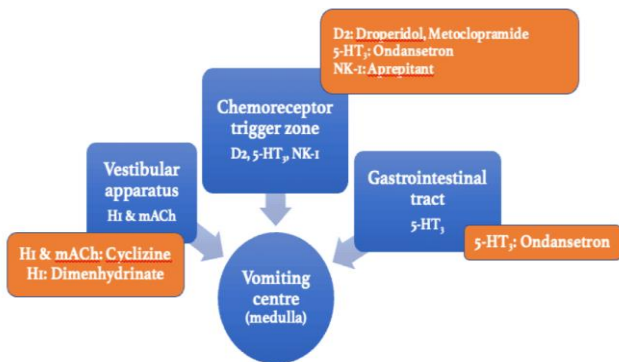 D2: Droperidol, Metoclopramide
5-HT₃: Ondansetron
NK-1: Aprepitant
Chemoreceptor
trigger zone
D2, 5-HT₃, NK-1
Vestibular
apparatus
H1 & mACh
Gastrointestinal
tract
5-HT₃
H1 & mACh: Cyclizine
H1: Dimenhydrinate
5-HT₃: Ondansetron
Vomiting
centre
(medulla)